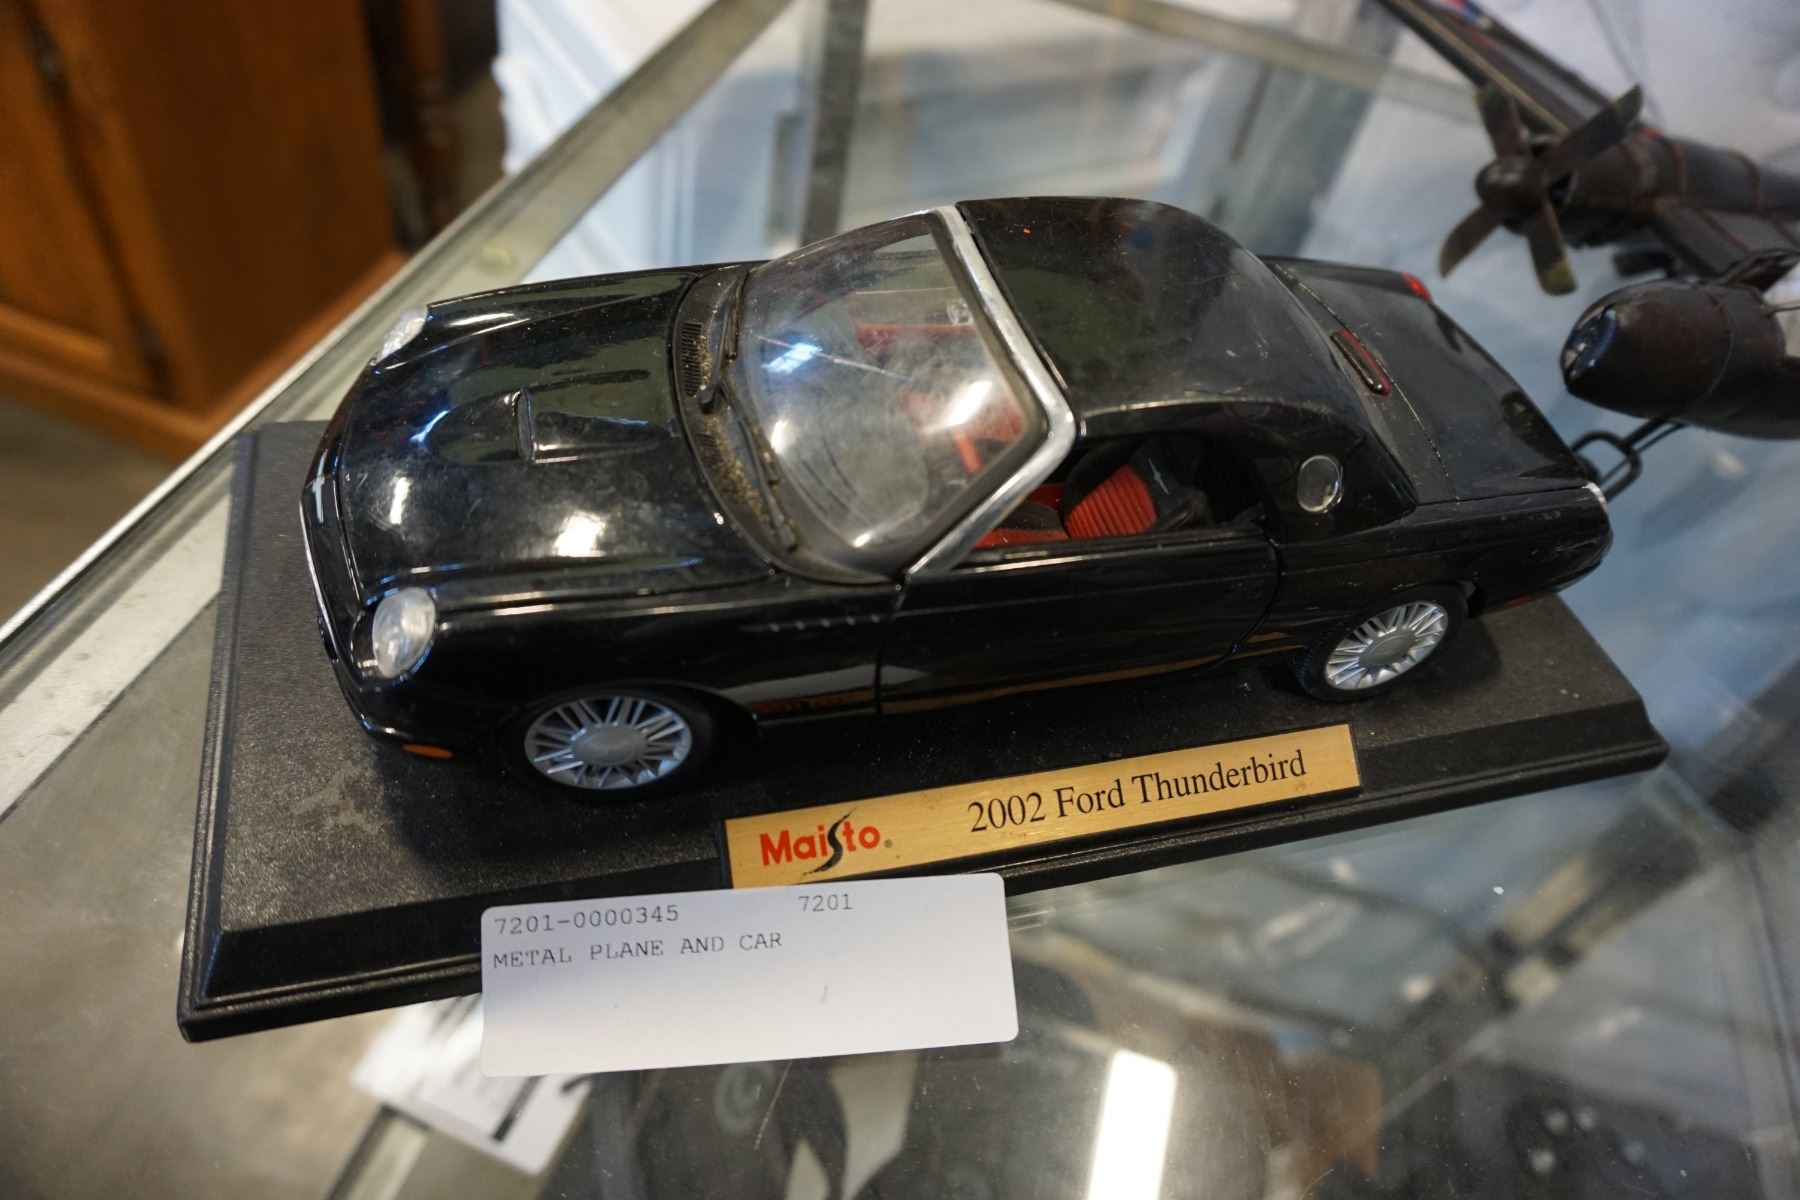 Maisto® 2002 Ford Thunderbird
7201-0000345 7201
METAL PLANE AND CAR